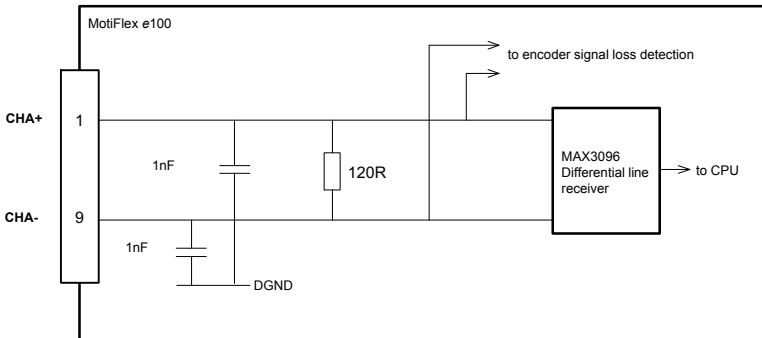 MotiFlex e100
to encoder signal loss detection
CHA+
1
1nF
120R
MAX3096
Differential line
receiver
to CPU
CHA-
9
1nF
DGND